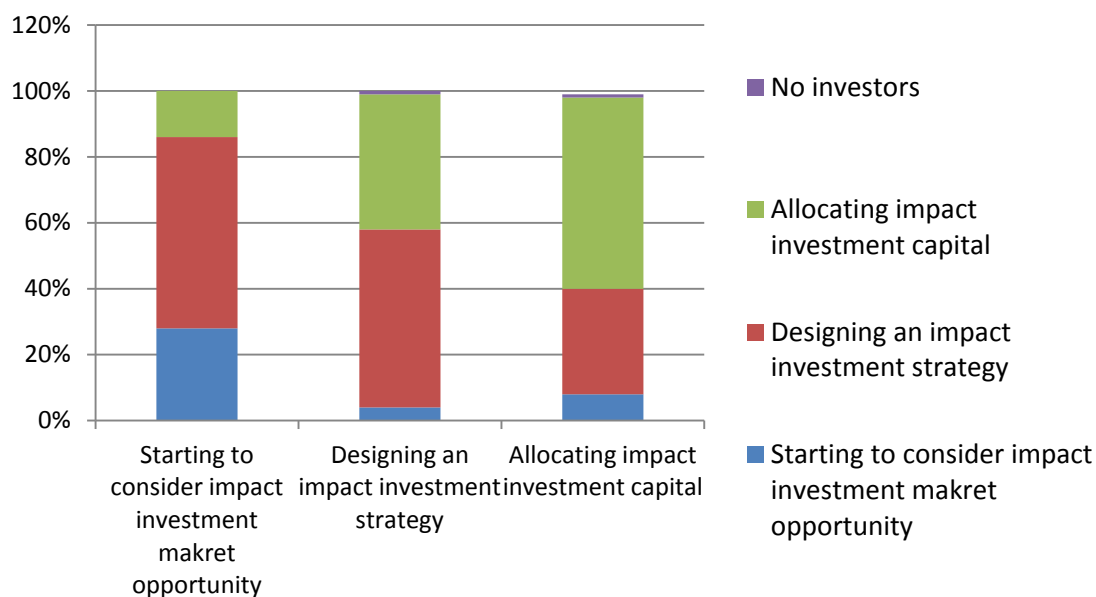 120%
100%
80%
60%
40%
20%
0%
Starting to
consider impact
investment
makret
opportunity
Designing an
impact investment
strategy
Allocating impact
investment capital
No investors
Allocating impact
investment capital
Designing an impact
investment strategy
Starting to consider impact
investment makret
opportunity